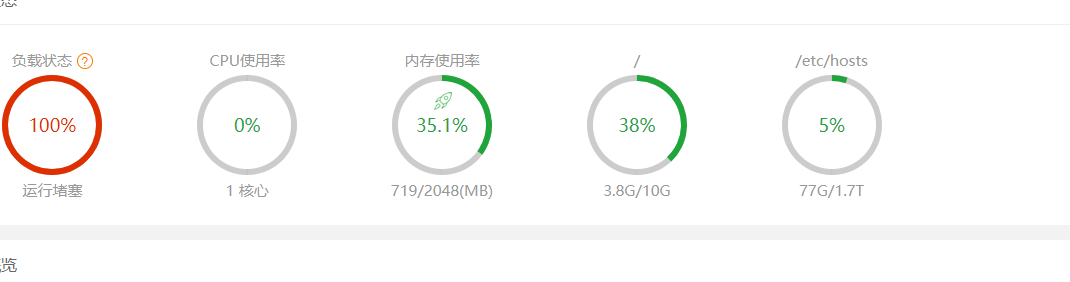 负载状态 ? CPU使用率 内存使用率 / /etc/hosts
100% 0% 35.1% 38% 5%
运行堵塞 1 核心 719/2048(MB) 3.8G/10G 77G/1.7T
览